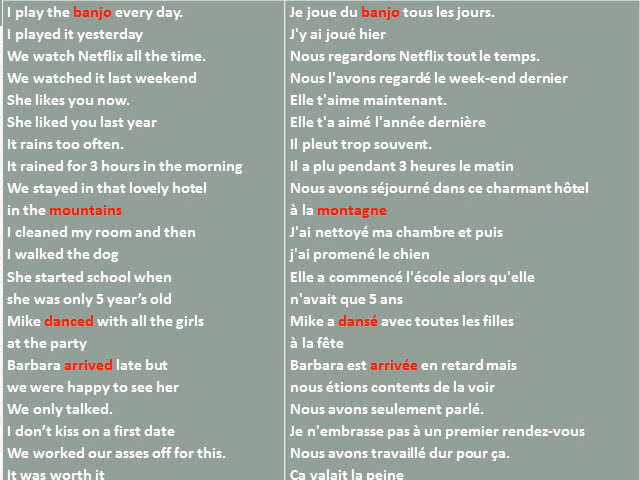 I play the banjo every day.
I played it yesterday
We watch Netflix all the time.
We watched it last weekend
She likes you now.
She liked you last year
It rains too often.
It rained for 3 hours in the morning
We stayed in that lovely hotel
in the mountains
I cleaned my room and then
I walked the dog
She started school when
she was only 5 year’s old
Mike danced with all the girls
at the party
Barbara arrived late but
we were happy to see her
We only talked.
I don’t kiss on a first date
We worked our asses off for this.
It was worth it
Je joue du banjo tous les jours.
J'y ai joué hier
Nous regardons Netflix tout le temps.
Nous l'avons regardé le week-end dernier
Elle t'aime maintenant.
Elle t'a aimé l'année dernière
Il pleut trop souvent.
Il a plu pendant 3 heures le matin
Nous avons séjourné dans ce charmant hôtel
à la montagne
J'ai nettoyé ma chambre et puis
j'ai promené le chien
Elle a commencé l'école alors qu'elle
n'avait que 5 ans
Mike a dansé avec toutes les filles
à la fête
Barbara est arrivée en retard mais
nous étions contents de la voir
Nous avons seulement parlé.
Je n'embrasse pas à un premier rendez-vous
Nous avons travaillé dur pour ça.
Ça valait la peine